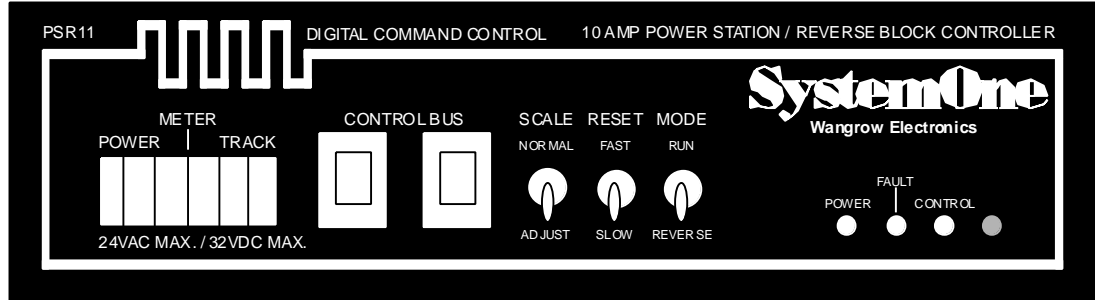 PSR11 DIGITAL COMMAND CONTROL 10 AMP POWER STATION / REVERSE BLOCK CONTROLLER
SystemOne
Wangrow Electronics
METER
POWER TRACK
24VAC MAX. / 32VDC MAX.
CONTROL BUS
SCALE RESET MODE
NORMAL FAST RUN
ADJUST SLOW REVERSE
FAULT
POWER CONTROL